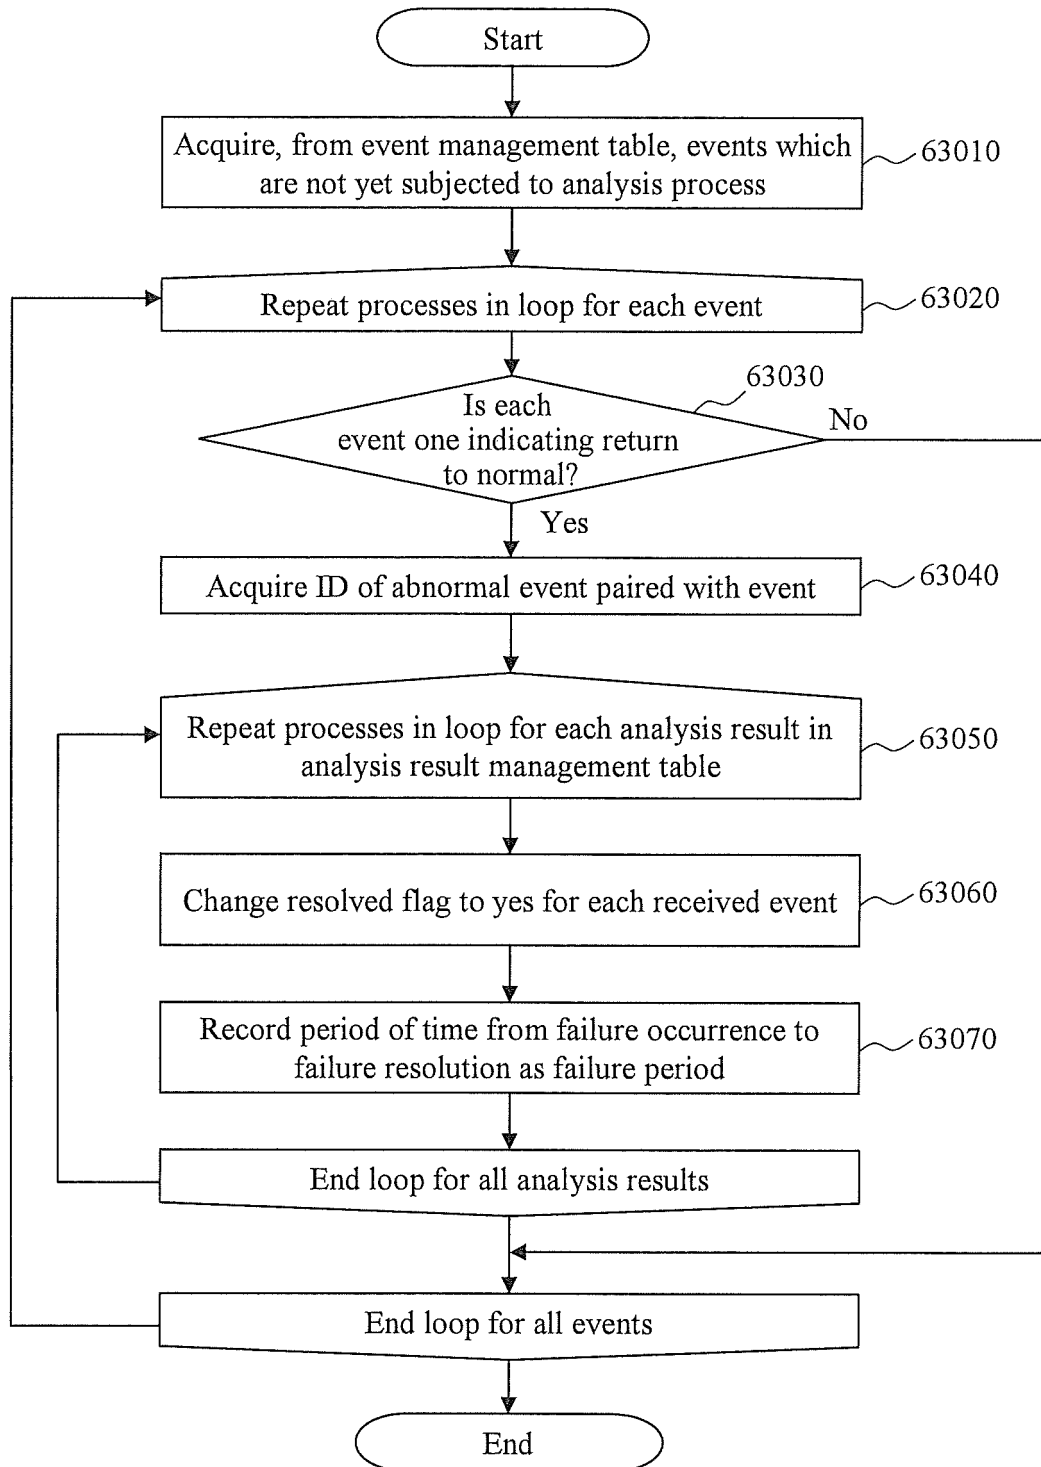 Start
Acquire, from event management table, events which
are not yet subjected to analysis process
63010
Repeat processes in loop for each event
63020
63030
Is each
event one indicating return
to normal?
No
Yes
Acquire ID of abnormal event paired with event
63040
Repeat processes in loop for each analysis result in
analysis result management table
63050
Change resolved flag to yes for each received event
63060
Record period of time from failure occurrence to
failure resolution as failure period
63070
End loop for all analysis results
End loop for all events
End